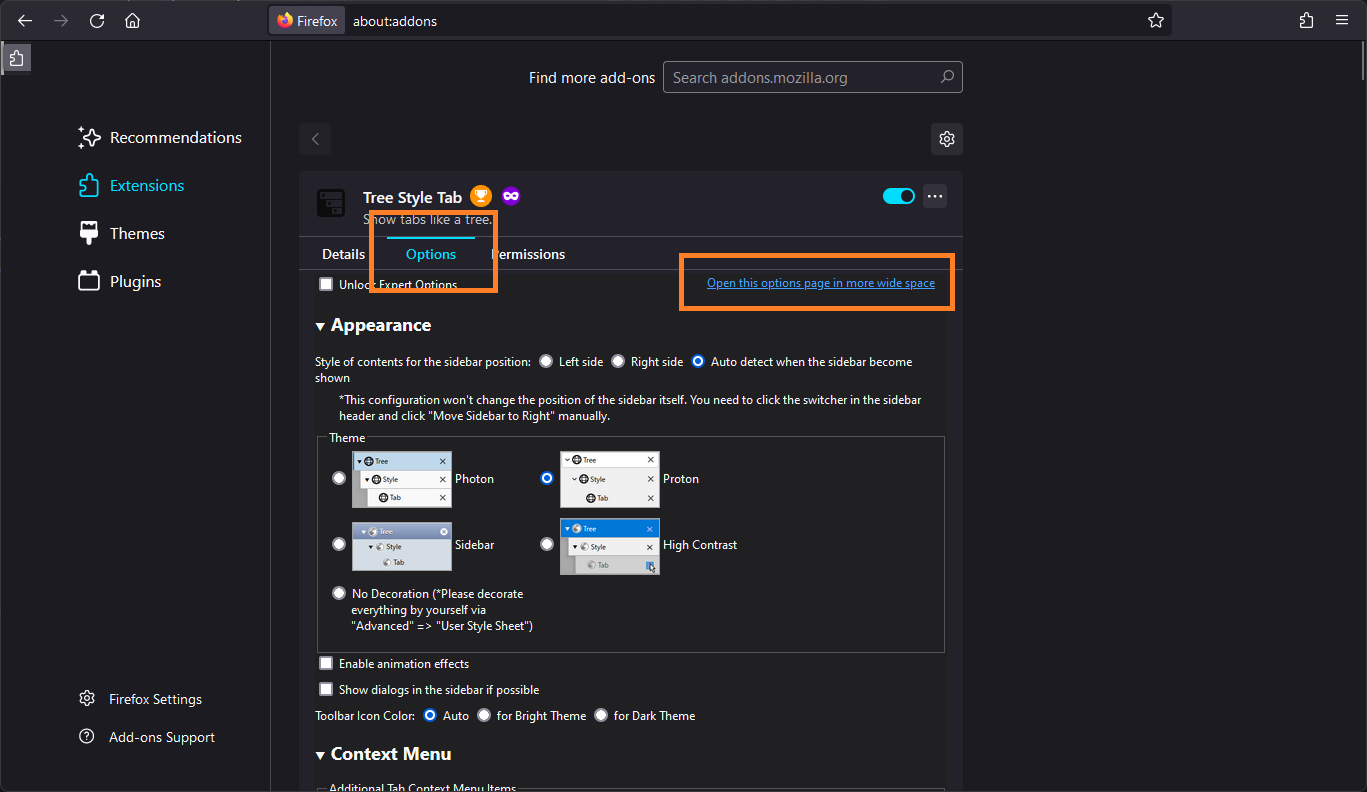 Firefox about:addons
Find more add-ons Search addons.mozilla.org
Recommendations
Extensions
Themes
Plugins
Firefox Settings
Add-ons Support
Tree Style Tab
Show tabs like a tree.
Details Options Permissions
Unlock Expert Options Open this options page in more wide space
Appearance
Style of contents for the sidebar position: Left side Right side Auto detect when the sidebar become
shown
*This configuration won't change the position of the sidebar itself. You need to click the switcher in the sidebar
header and click "Move Sidebar to Right" manually.
Theme
Tree
Style
Tab
Photon
Tree
Style
Tab
Proton
Tree
Style
Tab
Sidebar
Tree
Style
Tab
High Contrast
No Decoration (*Please decorate
everything by yourself via
"Advanced" => "User Style Sheet")
Enable animation effects
Show dialogs in the sidebar if possible
Toolbar Icon Color: Auto for Bright Theme for Dark Theme
Context Menu
Additional Tab Context Menu Items